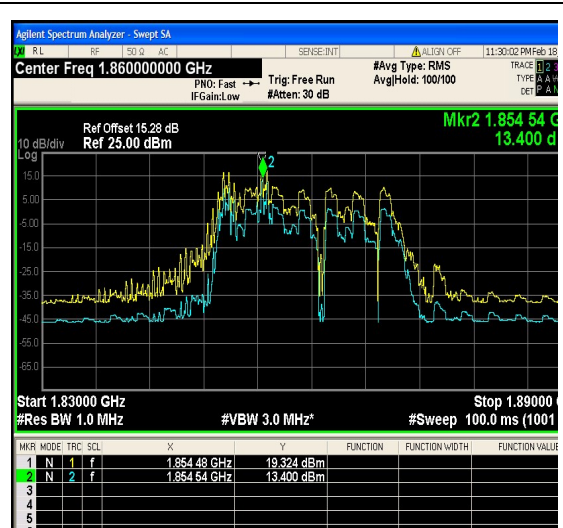 Agilent Spectrum Analyzer - Swept SA
LXI RL RF 50 Ω AC SENSE:INT ALIGN OFF 11:30:02 PM Feb 18
Center Freq 1.860000000 GHz
PNO: Fast
IFGain:Low
Trig: Free Run
#Atten: 30 dB
#Avg Type: RMS
Avg|Hold: 100/100
TRACE 1 2 3
TYPE A A W
DET P A N
10 dB/div
Log
Ref Offset 15.28 dB
Ref 25.00 dBm
Mkr2 1.854 54 G
13.400 d
2
15.0
5.00
-5.00
-15.0
-25.0
-35.0
-45.0
-55.0
-65.0
Start 1.83000 GHz
Stop 1.89000
#Res BW 1.0 MHz
#VBW 3.0 MHz*
#Sweep 100.0 ms (1001
MKR MODE TRC SCL X Y FUNCTION FUNCTION WIDTH FUNCTION VALUE
1 N 1 f 1.854 48 GHz 19.324 dBm
2 N 2 f 1.854 54 GHz 13.400 dBm
3
4
5